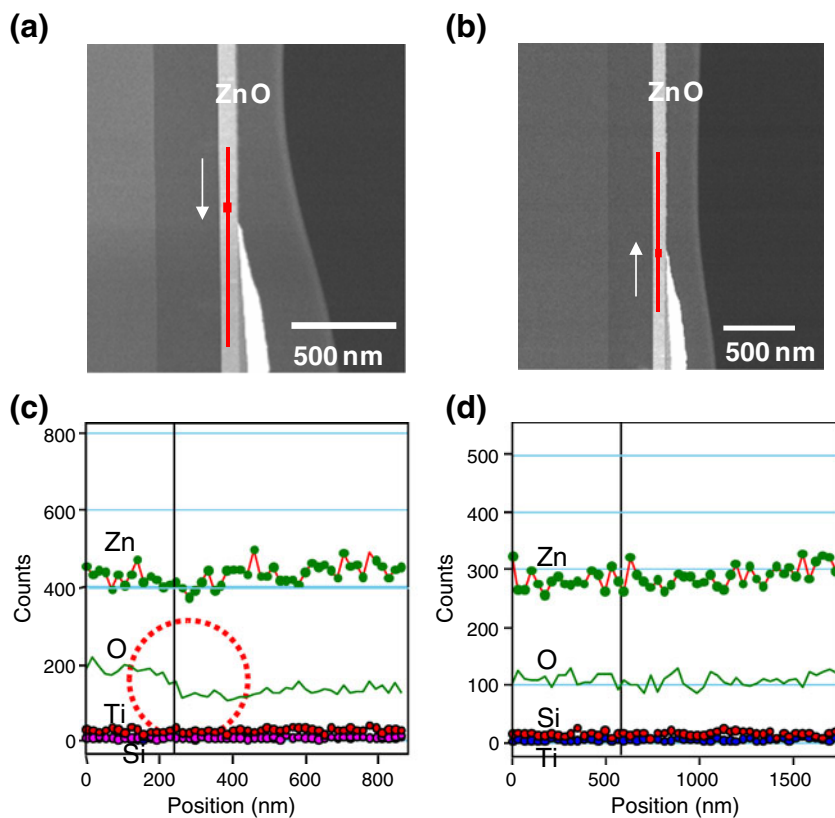 (a)
ZnO
500 nm
(b)
ZnO
500 nm
(c)
800
600
400
200
0
Counts
Zn
O
Ti
Si
0 200 400 600 800
Position (nm)
(d)
500
400
300
200
100
0
Counts
Zn
O
Si
Ti
0 500 1000 1500
Position (nm)